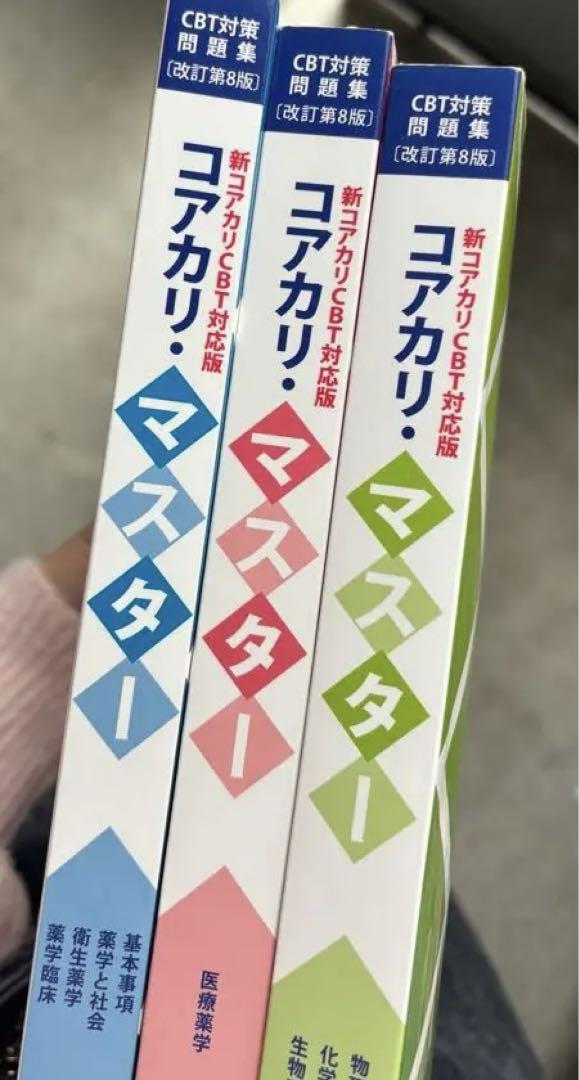 CBT対策
問題集
〔改訂第8版〕
新コアカリCBT対応版
コアカリ・
マスター
基本事項
薬学と社会
衛生薬学
薬学臨床
CBT対策
問題集
〔改訂第8版〕
新コアカリCBT対応版
コアカリ・
マスター
医療薬学
CBT対策
問題集
〔改訂第8版〕
新コアカリCBT対応版
コアカリ・
マスター
物
化学
生物